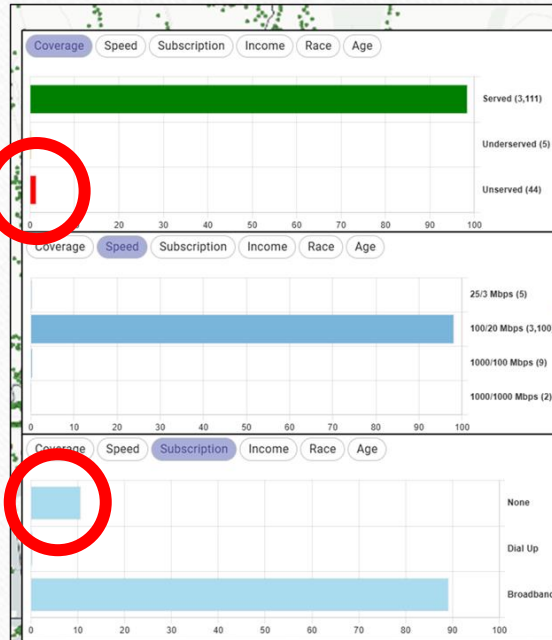 Coverage Speed Subscription Income Race Age
Served (3,111)
Underserved (5)
Unserved (44)
0 10 20 30 40 50 60 70 80 90 100
Coverage Speed Subscription Income Race Age
25/3 Mbps (5)
100/20 Mbps (3,100)
1000/100 Mbps (9)
1000/1000 Mbps (2)
0 10 20 30 40 50 60 70 80 90 100
Coverage Speed Subscription Income Race Age
None
Dial Up
Broadband
0 10 20 30 40 50 60 70 80 90 100